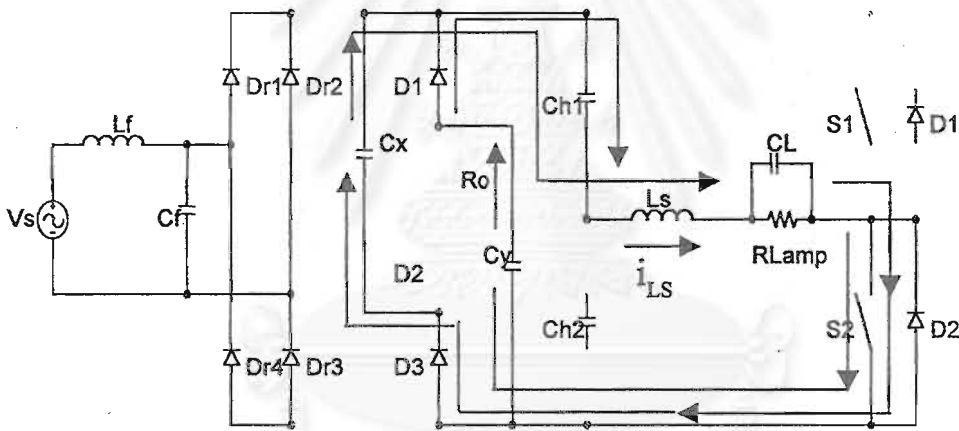 Dr1
Dr2
D1
Ch1
S1
D1
Lf
Cx
CL
Ro
Ls
Vs
Cf
RLamp
Cy
D2
iLS
Ch2
S2
D2
Dr4
Dr3
D3